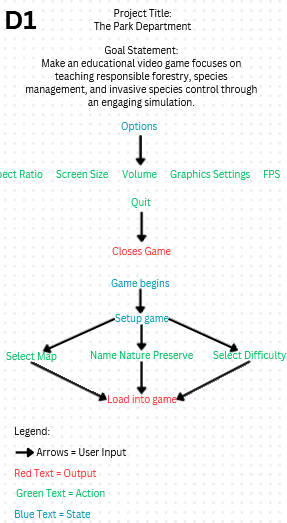 D1
Project Title:
The Park Department
Goal Statement:
Make an educational video game focuses on
teaching responsible forestry, species
management, and invasive species control through
an engaging simulation.
Options
Ratio Screen Size Volume Graphics Settings FPS
Quit
Closes Game
Game begins
Setup game
Select Map Name Nature Preserve Select Difficulty
Load into game
Legend:
Arrows = User Input
Red Text = Output
Green Text = Action
Blue Text = State